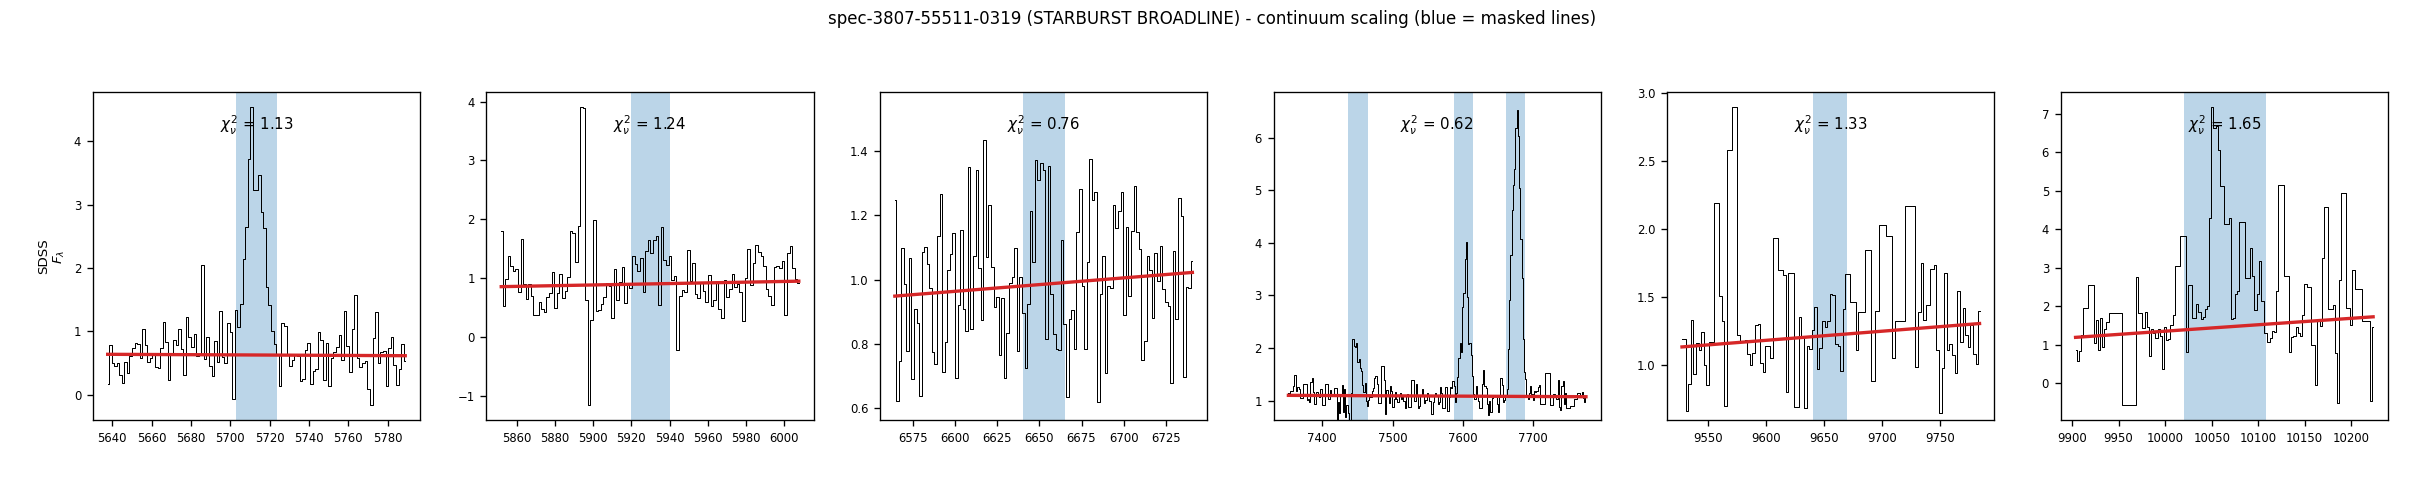 spec-3807-55511-0319 (STARBURST BROADLINE) - continuum scaling (blue = masked lines)
SDSS
Fλ
χ²ν = 1.13
0
1
2
3
4
5640 5660 5680 5700 5720 5740 5760 5780
χ²ν = 1.24
−1
0
1
2
3
4
5860 5880 5900 5920 5940 5960 5980 6000
χ²ν = 0.76
0.6
0.8
1.0
1.2
1.4
6575 6600 6625 6650 6675 6700 6725
χ²ν = 0.62
1
2
3
4
5
6
7400 7500 7600 7700
χ²ν = 1.33
1.0
1.5
2.0
2.5
3.0
9550 9600 9650 9700 9750
χ²ν = 1.65
0
1
2
3
4
5
6
7
9900 9950 10000 10050 10100 10150 10200